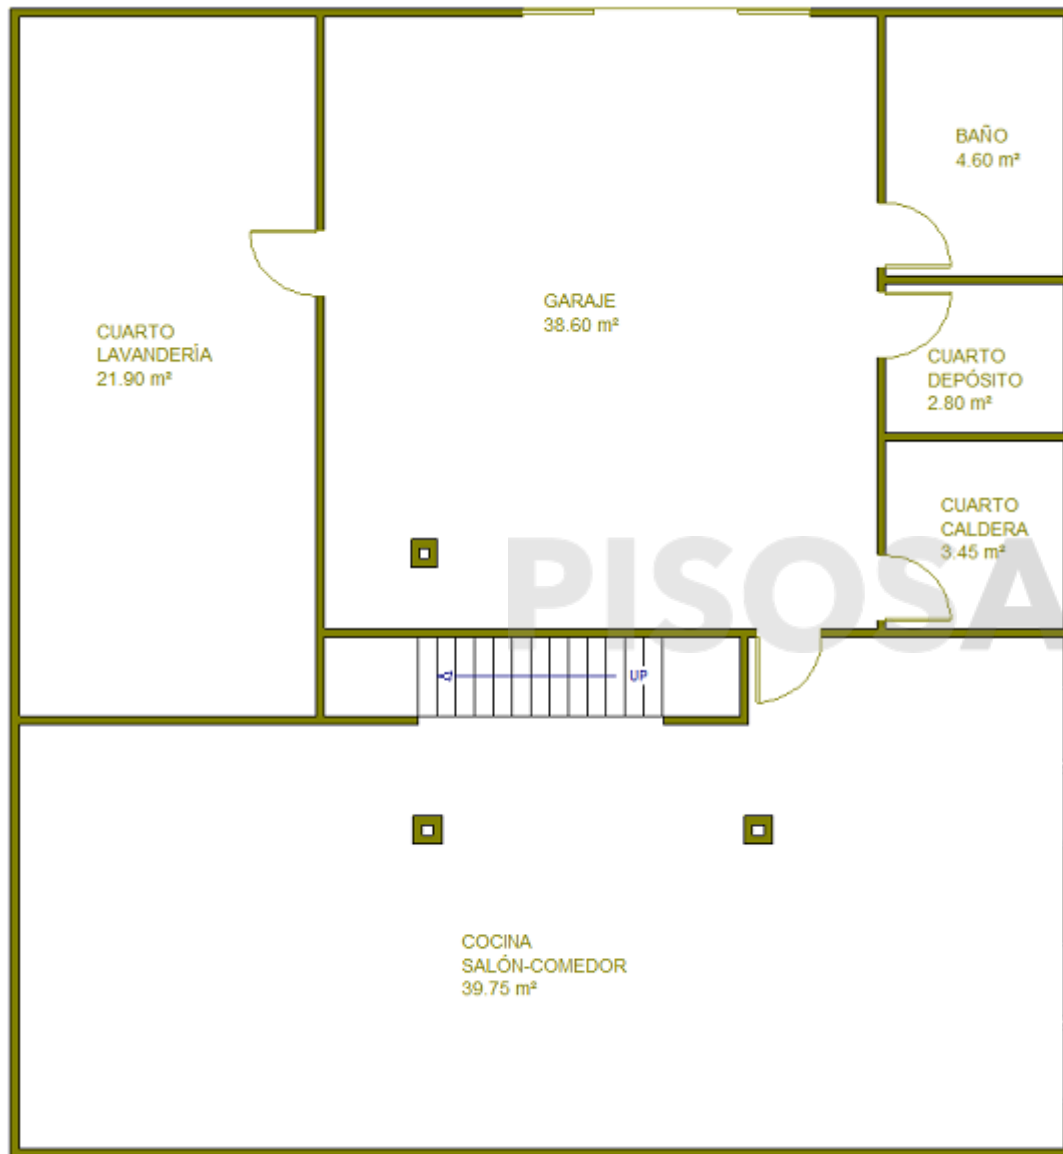 BAÑO
4.60 m²
GARAJE
38.60 m²
CUARTO
LAVANDERÍA
21.90 m²
CUARTO
DEPÓSITO
2.80 m²
CUARTO
CALDERA
3.45 m²
PISOSA
UP
COCINA
SALÓN-COMEDOR
39.75 m²